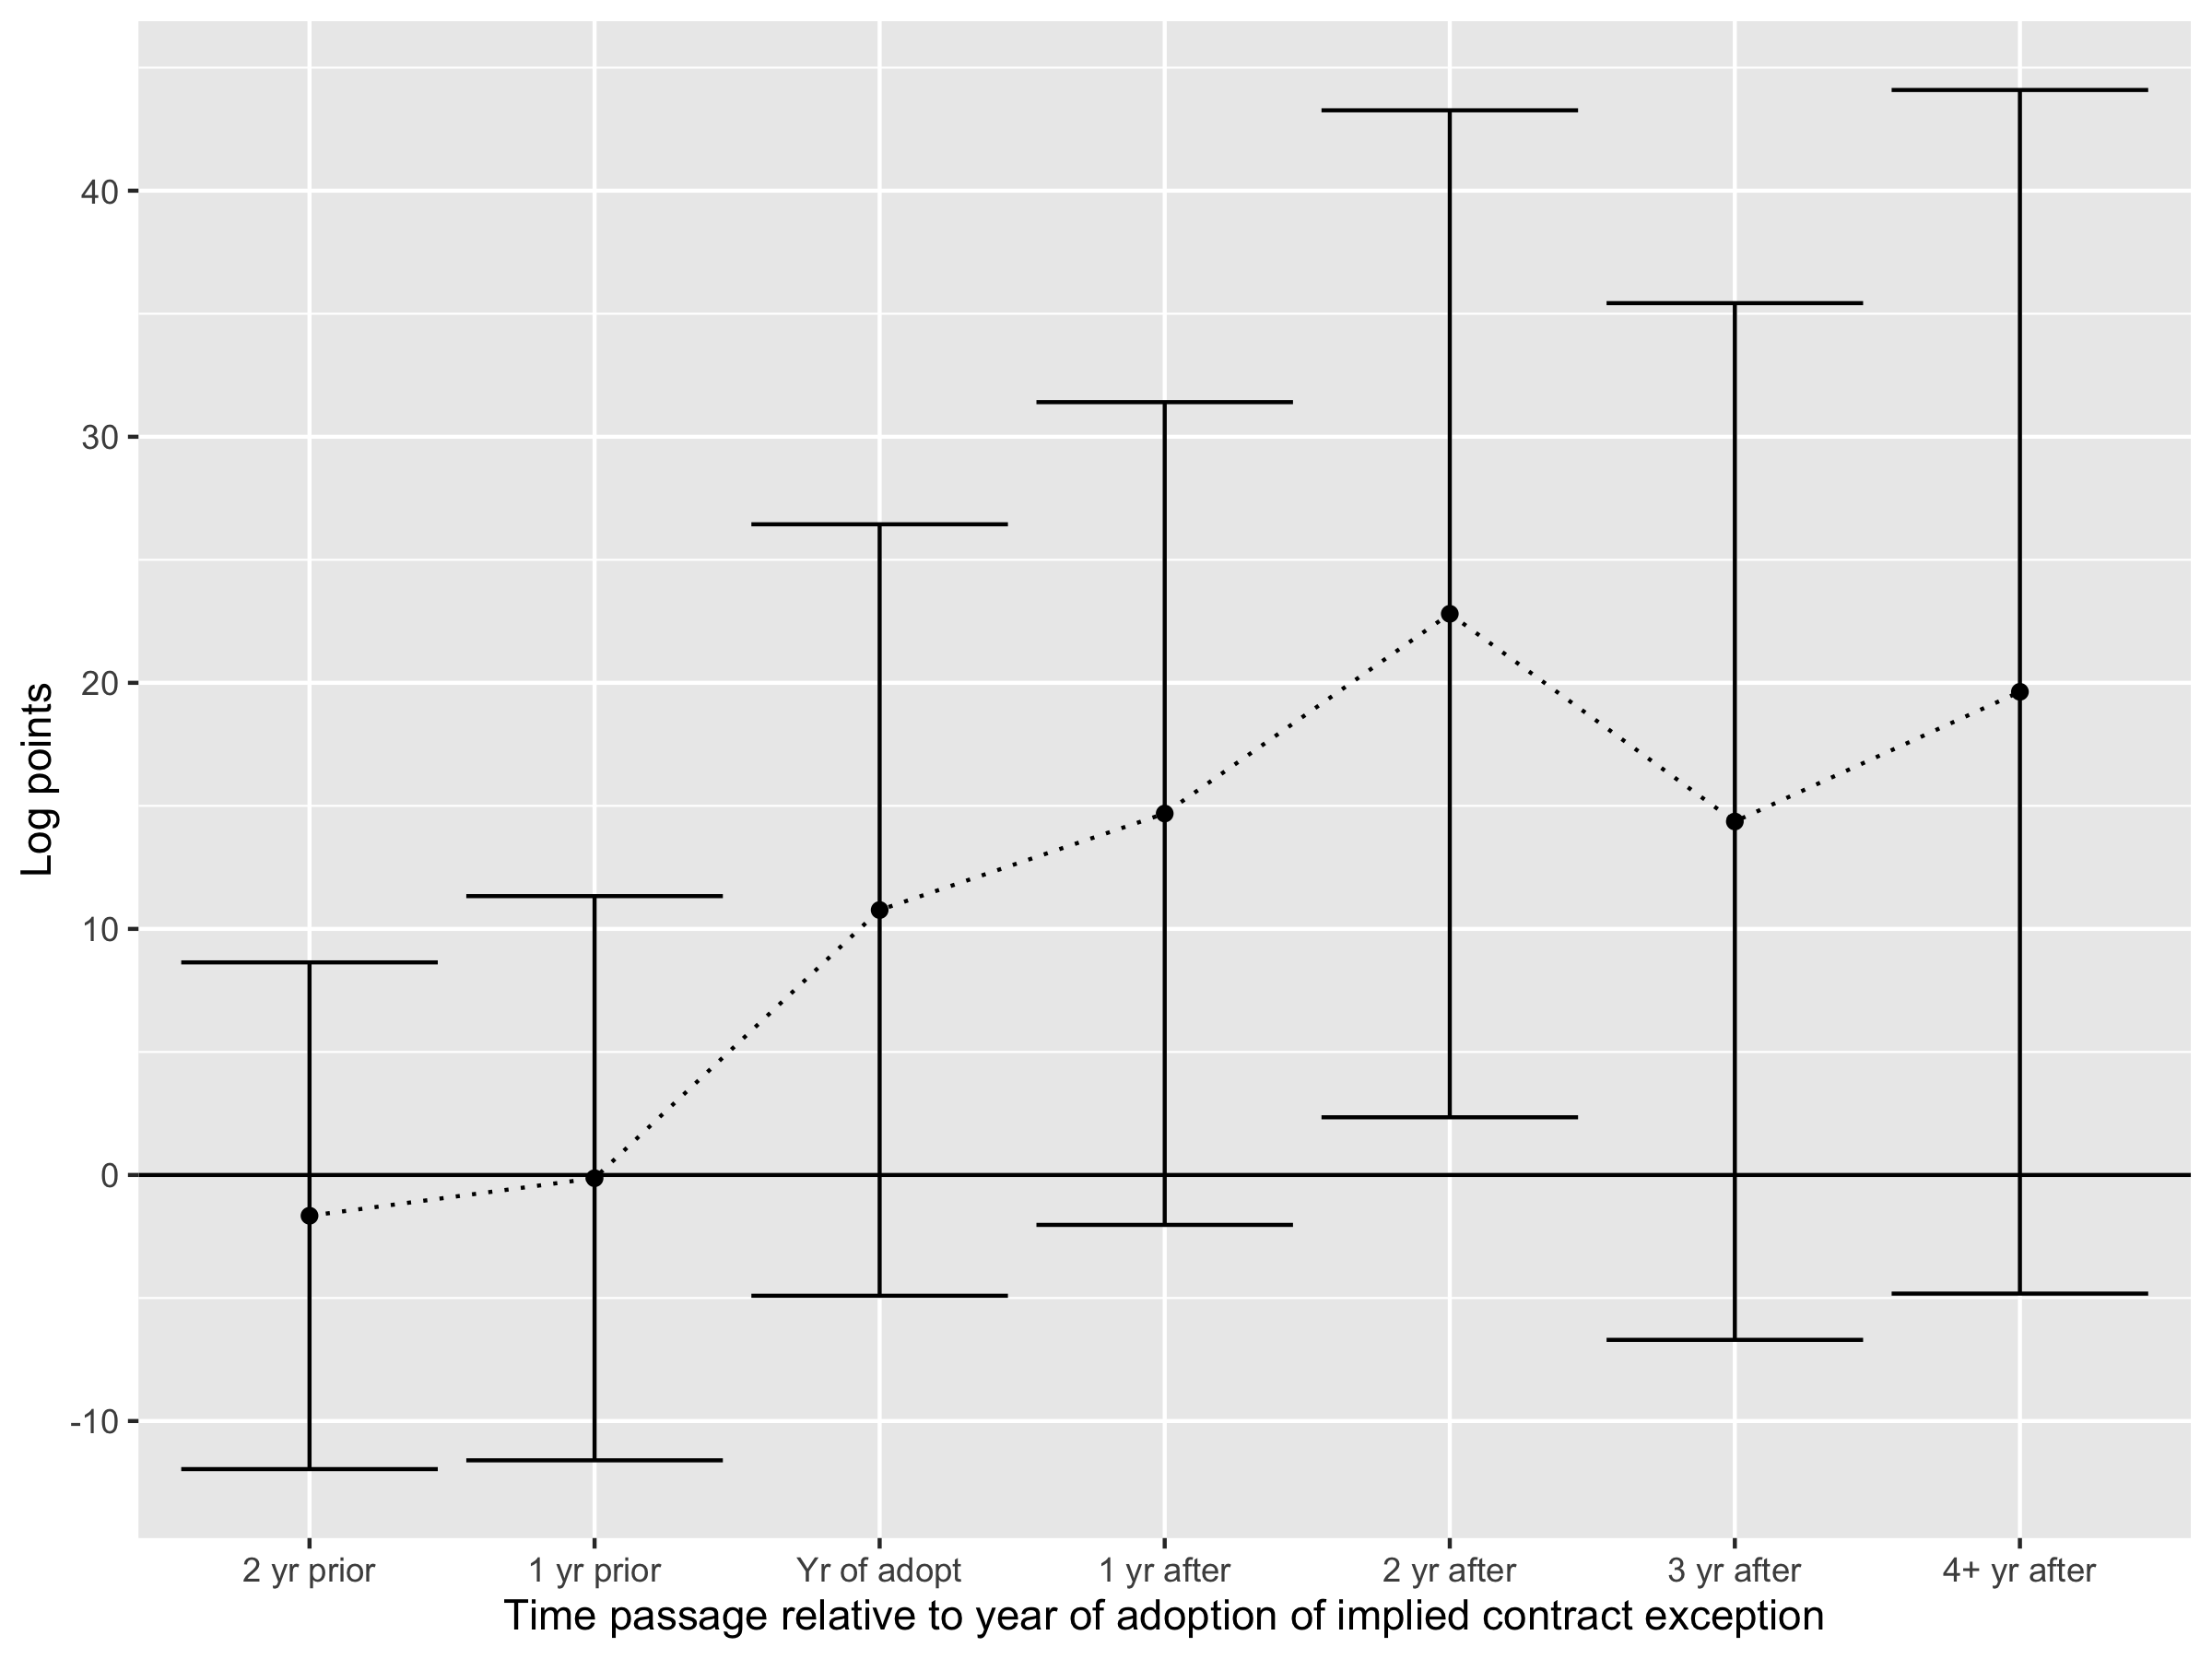 Log points
40
30
20
10
0
-10
2 yr prior
1 yr prior
Yr of adopt
1 yr after
2 yr after
3 yr after
4+ yr after
Time passage relative to year of adoption of implied contract exception